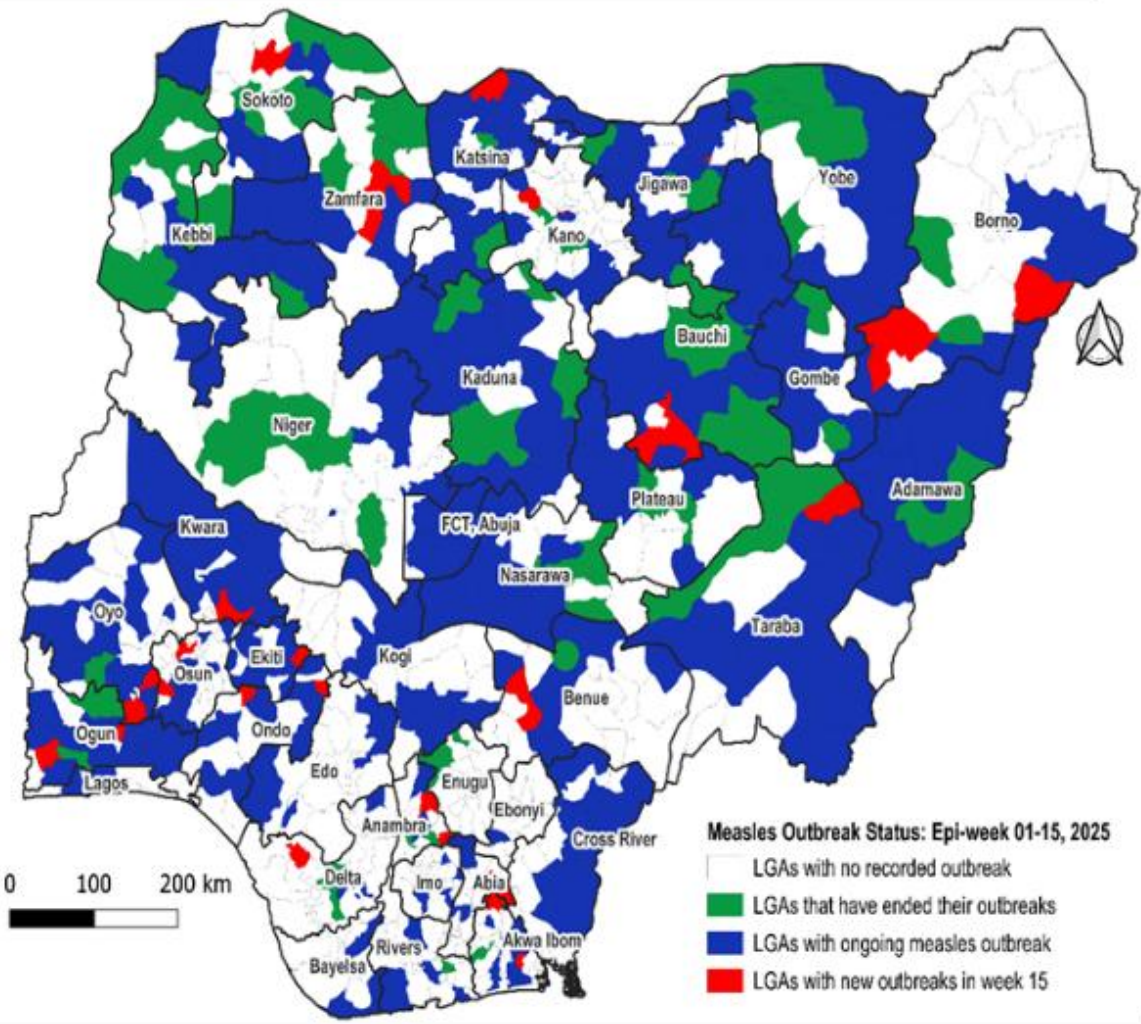 Sokoto
Katsina
Jigawa
Yobe
Borno
Zamfara
Kebbi
Kano
Bauchi
Gombe
Kaduna
Niger
Adamawa
Plateau
Kwara
FCT, Abuja
Nasarawa
Oyo
Taraba
Osun
Ekiti
Kogi
Benue
Ogun
Ondo
Lagos
Edo
Enugu
Ebonyi
Anambra
Cross River
Delta
Imo
Abia
Akwa Ibom
Rivers
Bayelsa
0 100 200 km
Measles Outbreak Status: Epi-week 01-15, 2025
LGAs with no recorded outbreak
LGAs that have ended their outbreaks
LGAs with ongoing measles outbreak
LGAs with new outbreaks in week 15